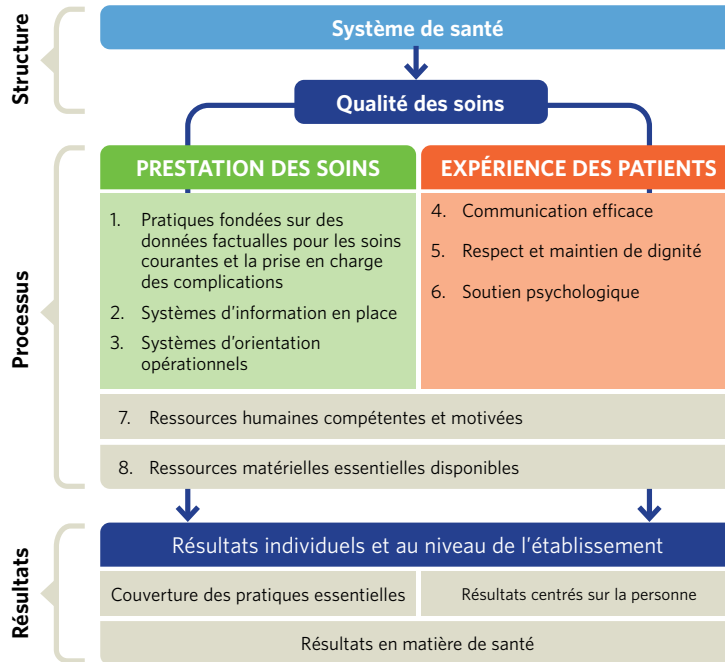 Structure
Système de santé
Qualité des soins
Processus
PRESTATION DES SOINS
1. Pratiques fondées sur des
données factualles pour les soins
courantes et la prise en charge
des complications
2. Systèmes d'information en place
3. Systèmes d'orientation
opérationnels
EXPÉRIENCE DES PATIENTS
4. Communication efficace
5. Respect et maintien de dignité
6. Soutien psychologique
7. Ressources humaines compétentes et motivées
8. Ressources matérielles essentielles disponibles
Résultats
Résultats individuels et au niveau de l'établissement
Couverture des pratiques essentielles
Résultats centrés sur la personne
Résultats en matière de santé